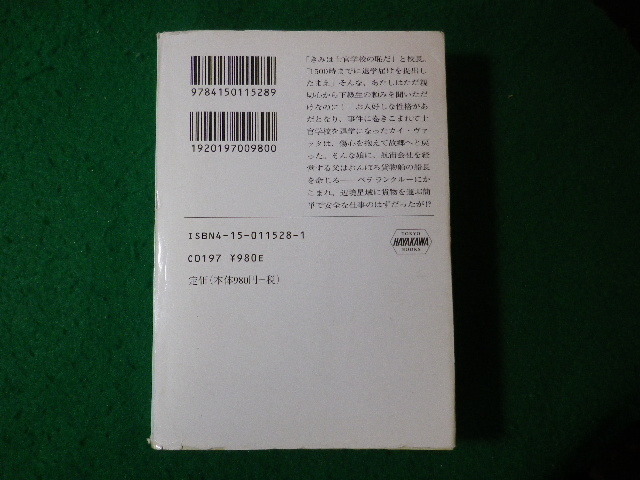 9784150115289
1920197009800
「きみは士官学校の恥だ」と校長。
「1500時までに退学届けを提出し
たまえ」そんな、あたしはただ親
切心から下級生の悩みを聞いただ
けなのに！ お人好しな性格があ
だとなり、事件に巻きこまれて士
官学校を退学になったカイ・ヴァ
ッタは、傷心を抱えて故郷へと戻
った。そんな娘に、航商会社を経
営する父はおんぼろ貨物船の船長
を命じる── ベテランクルーにか
こまれ、辺境星域に貨物を運ぶ簡
単で安全な仕事のはずだったが!?
ISBN4-15-011528-1
C0197 ¥980E
定価(本体980円+税)
TOKYO
HAYAKAWA
BOOKS